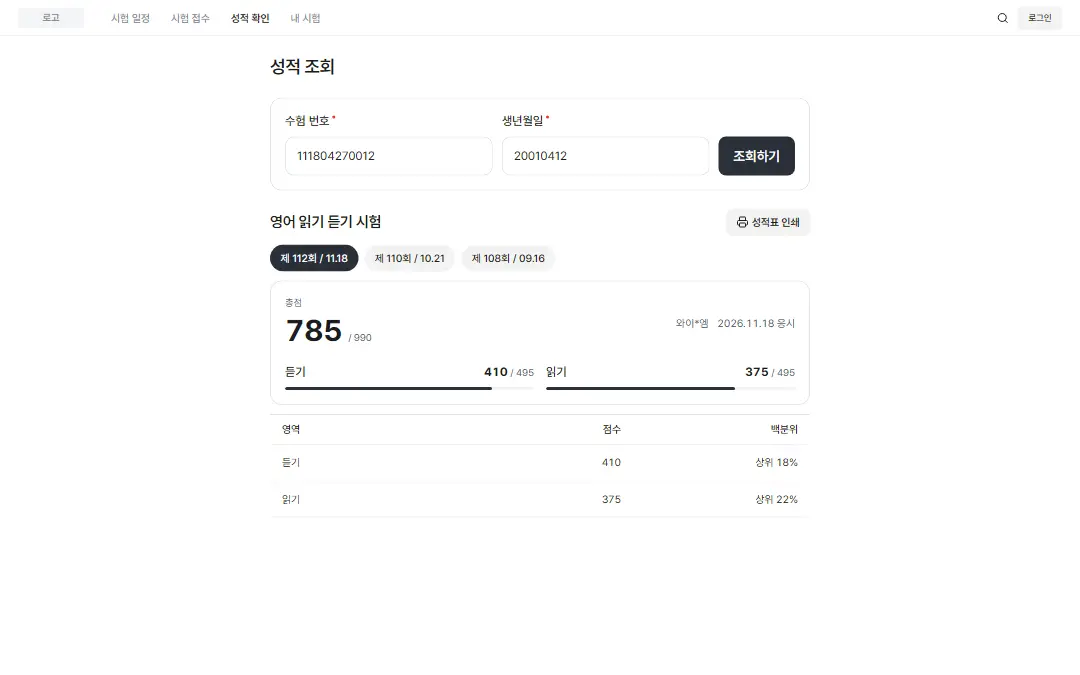 로고 시험 일정 시험 접수 성적 확인 내 시험 로그인
성적 조회
수험 번호* 생년월일*
111804270012 20010412 조회하기
영어 읽기 듣기 시험 성적표 인쇄
제 112회 / 11.18 제 110회 / 10.21 제 108회 / 09.16
총점
785 / 990 와이*엠 2026.11.18 응시
듣기 410 / 495 읽기 375 / 495
영역 점수 백분위
듣기 410 상위 18%
읽기 375 상위 22%